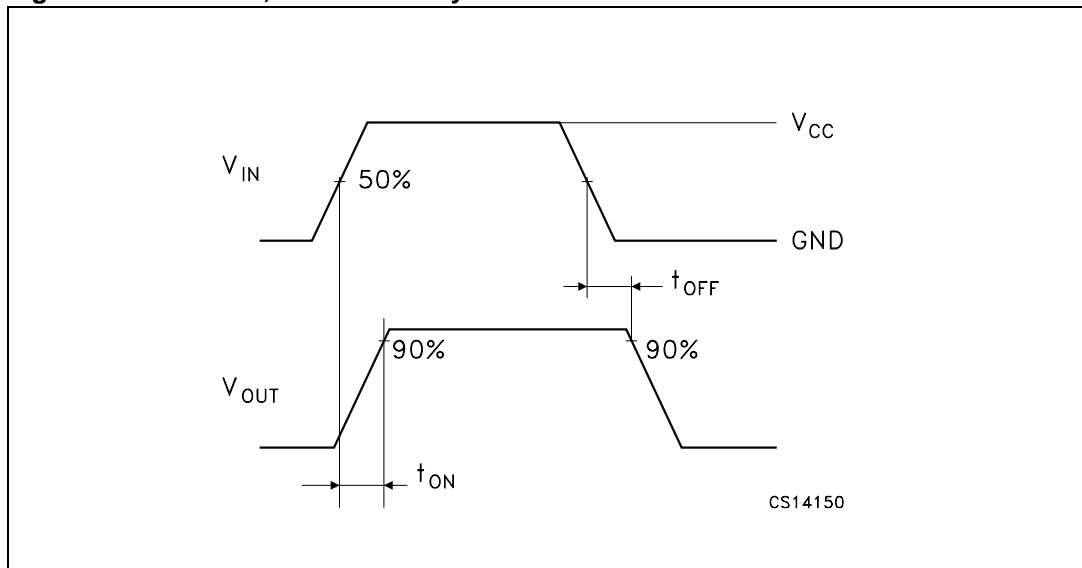 V_CC
V_IN
50%
GND
t_OFF
90% 90%
V_OUT
t_ON
CS14150